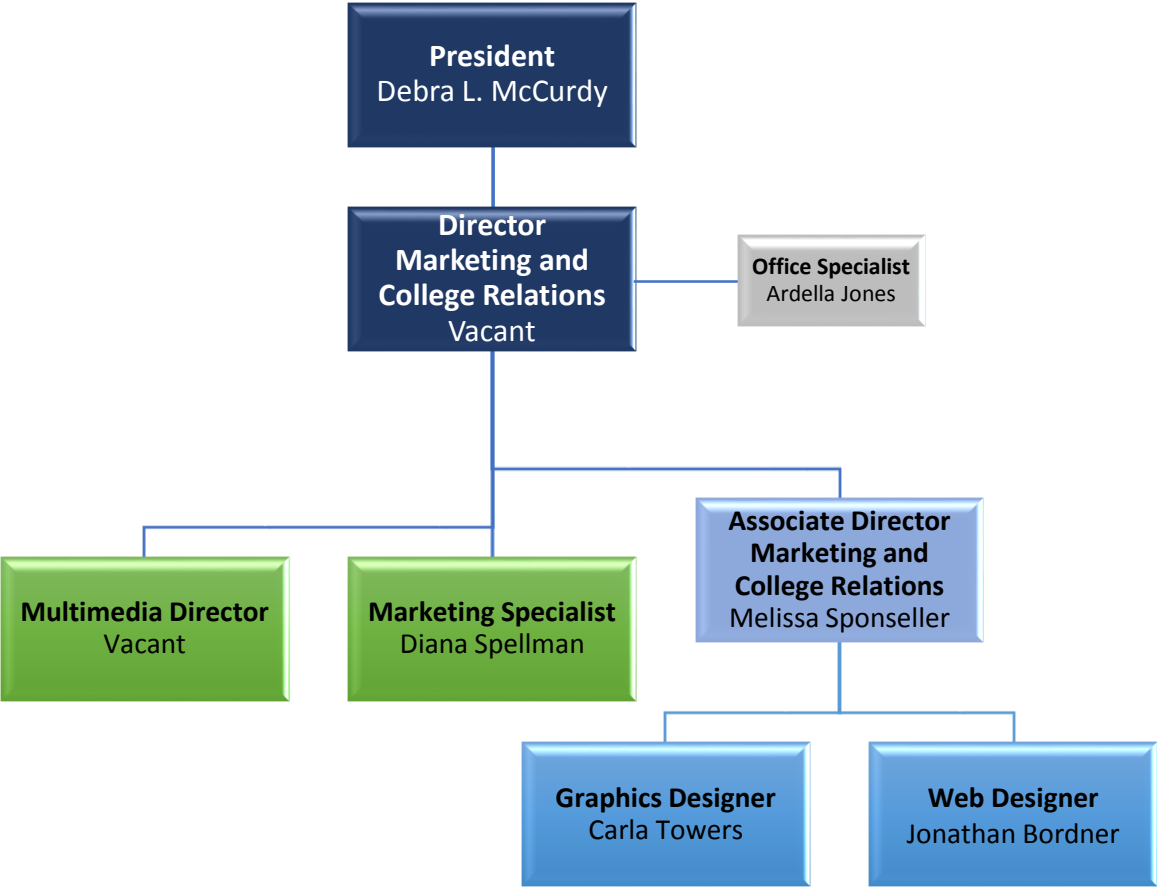 President
Debra L. McCurdy
Director
Marketing and
College Relations
Vacant
Office Specialist
Ardella Jones
Associate Director
Marketing and
College Relations
Melissa Sponseller
Multimedia Director
Vacant
Marketing Specialist
Diana Spellman
Graphics Designer
Carla Towers
Web Designer
Jonathan Bordner